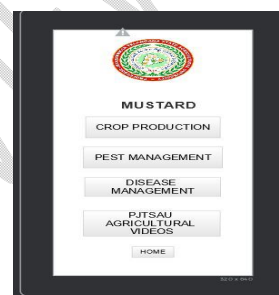 MUSTARD
CROP PRODUCTION
PEST MANAGEMENT
DISEASE
MANAGEMENT
PJTSAU
AGRICULTURAL
VIDEOS
HOME